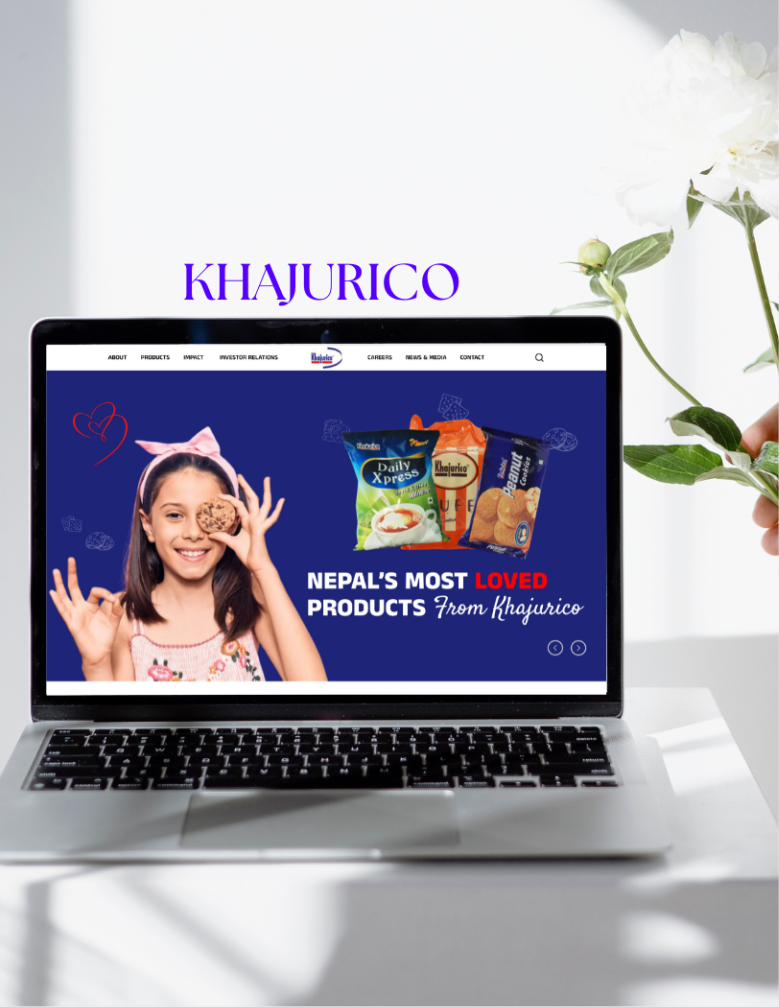 KHAJURICO
ABOUT PRODUCTS IMPACT INVESTOR RELATIONS Khajurico CAREERS NEWS & MEDIA CONTACT
Daily
Xpress
Khajurico
Peanut
Cookies
NEPAL'S MOST LOVED
PRODUCTS From Khajurico